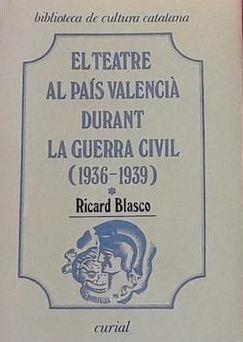 biblioteca de cultura catalana
EL TEATRE
AL PAÍS VALENCIÀ
DURANT
LA GUERRA CIVIL
(1936-1939)
*
Ricard Blasco
curial